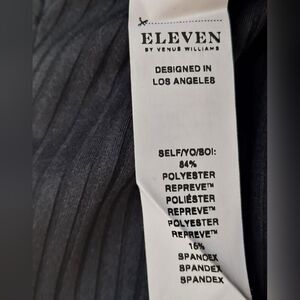 ELEVEN
BY VENUS WILLIAMS
DESIGNED IN
LOS ANGELES
SELF/YO/BOI:
84%
POLYESTER
REPREVE™
POLIÉSTER
REPREVE™
POLYESTER
REPREVE™
16%
SPANDEX
SPANDEX
SPANDEX